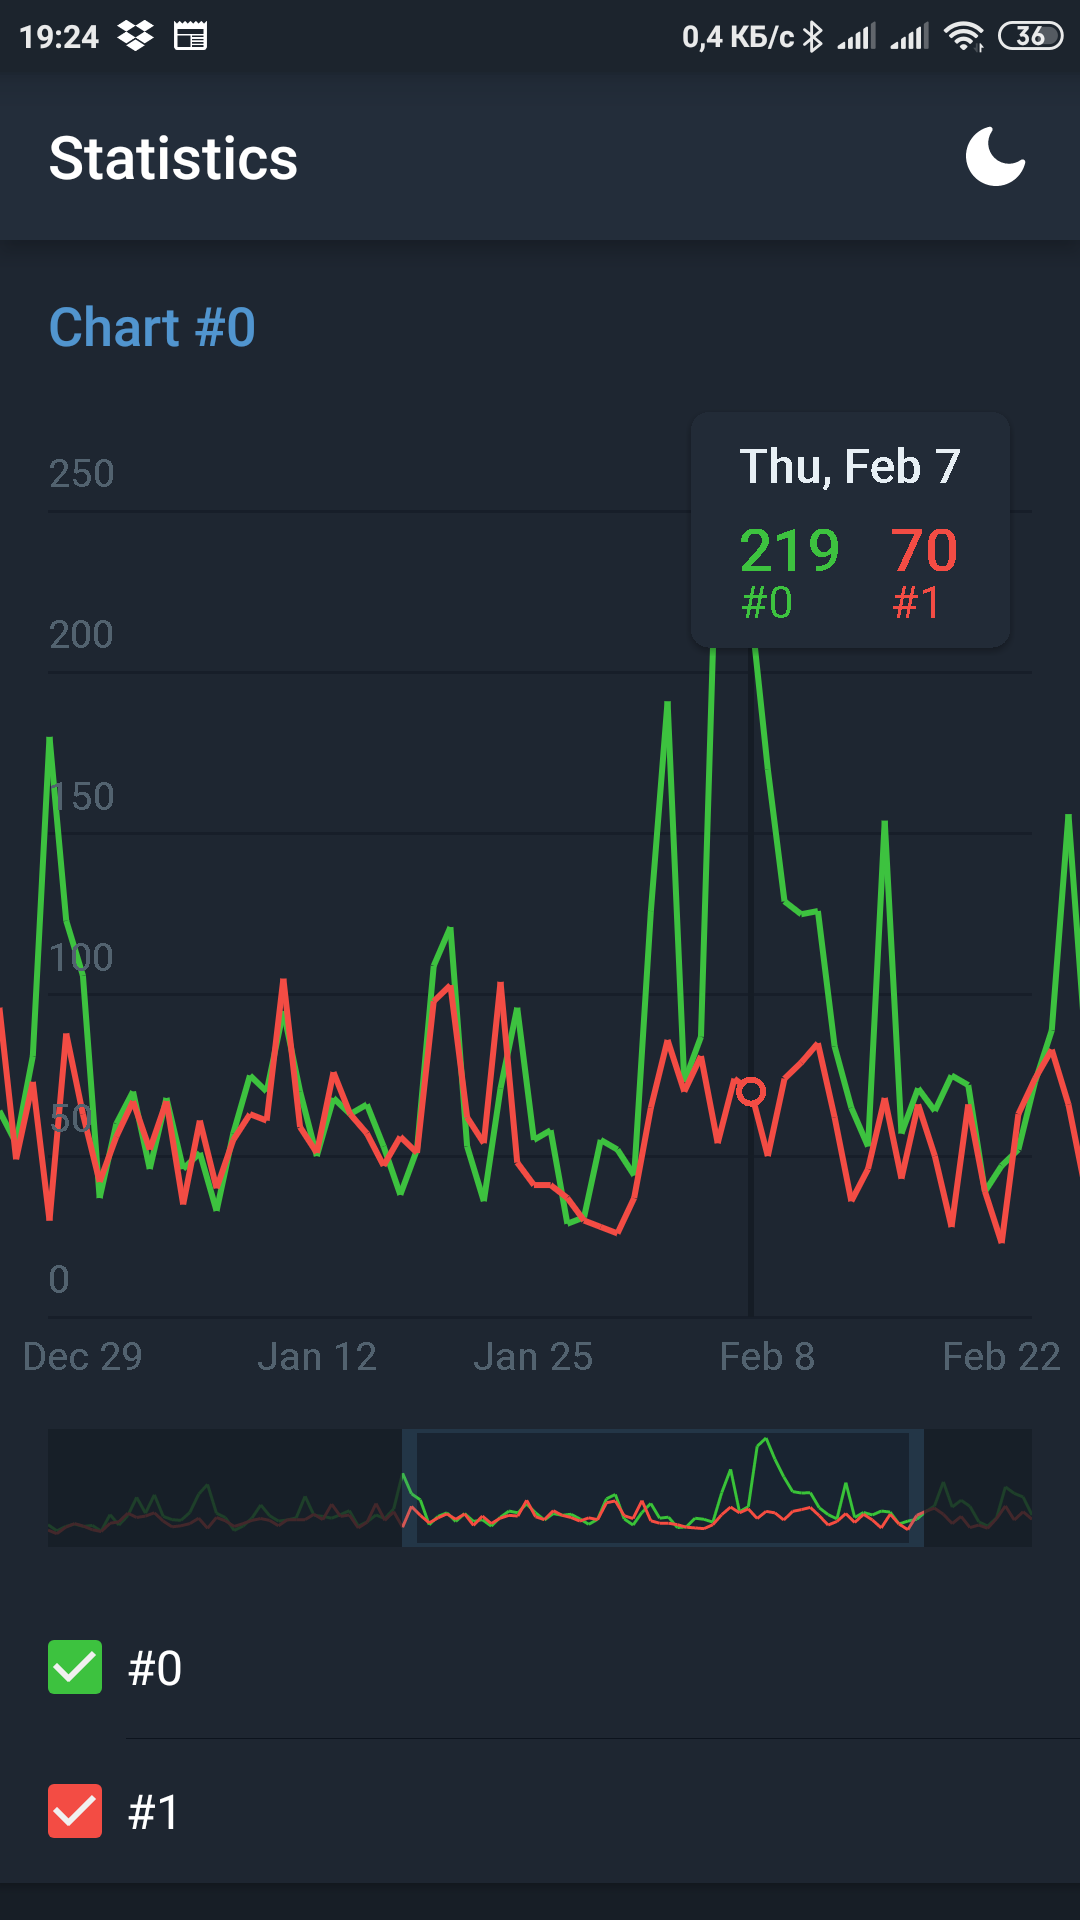 19:24 0,4 КБ/с 36
Statistics
Chart #0
250
Thu, Feb 7
219 70
#0 #1
200
150
100
50
0
Dec 29 Jan 12 Jan 25 Feb 8 Feb 22
#0
#1